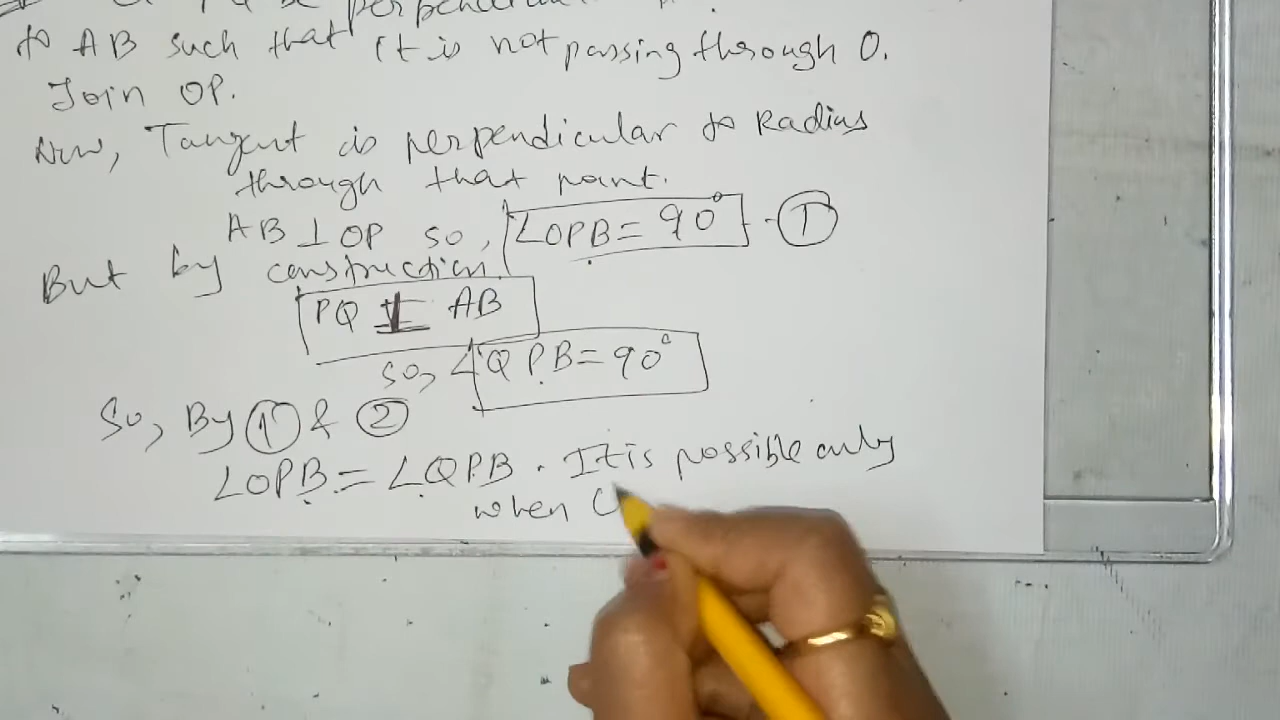 be perpendicular
to AB such that it is not passing through O.
Join OP.
Now, Tangent is perpendicular to Radius
through that point.
AB ⊥ OP so, ∠OPB = 90° - ①
But by construction
PQ ⊥ AB
so, ∠QPB = 90°
So, By ① & ②
∠OPB = ∠QPB. It is possible only
when